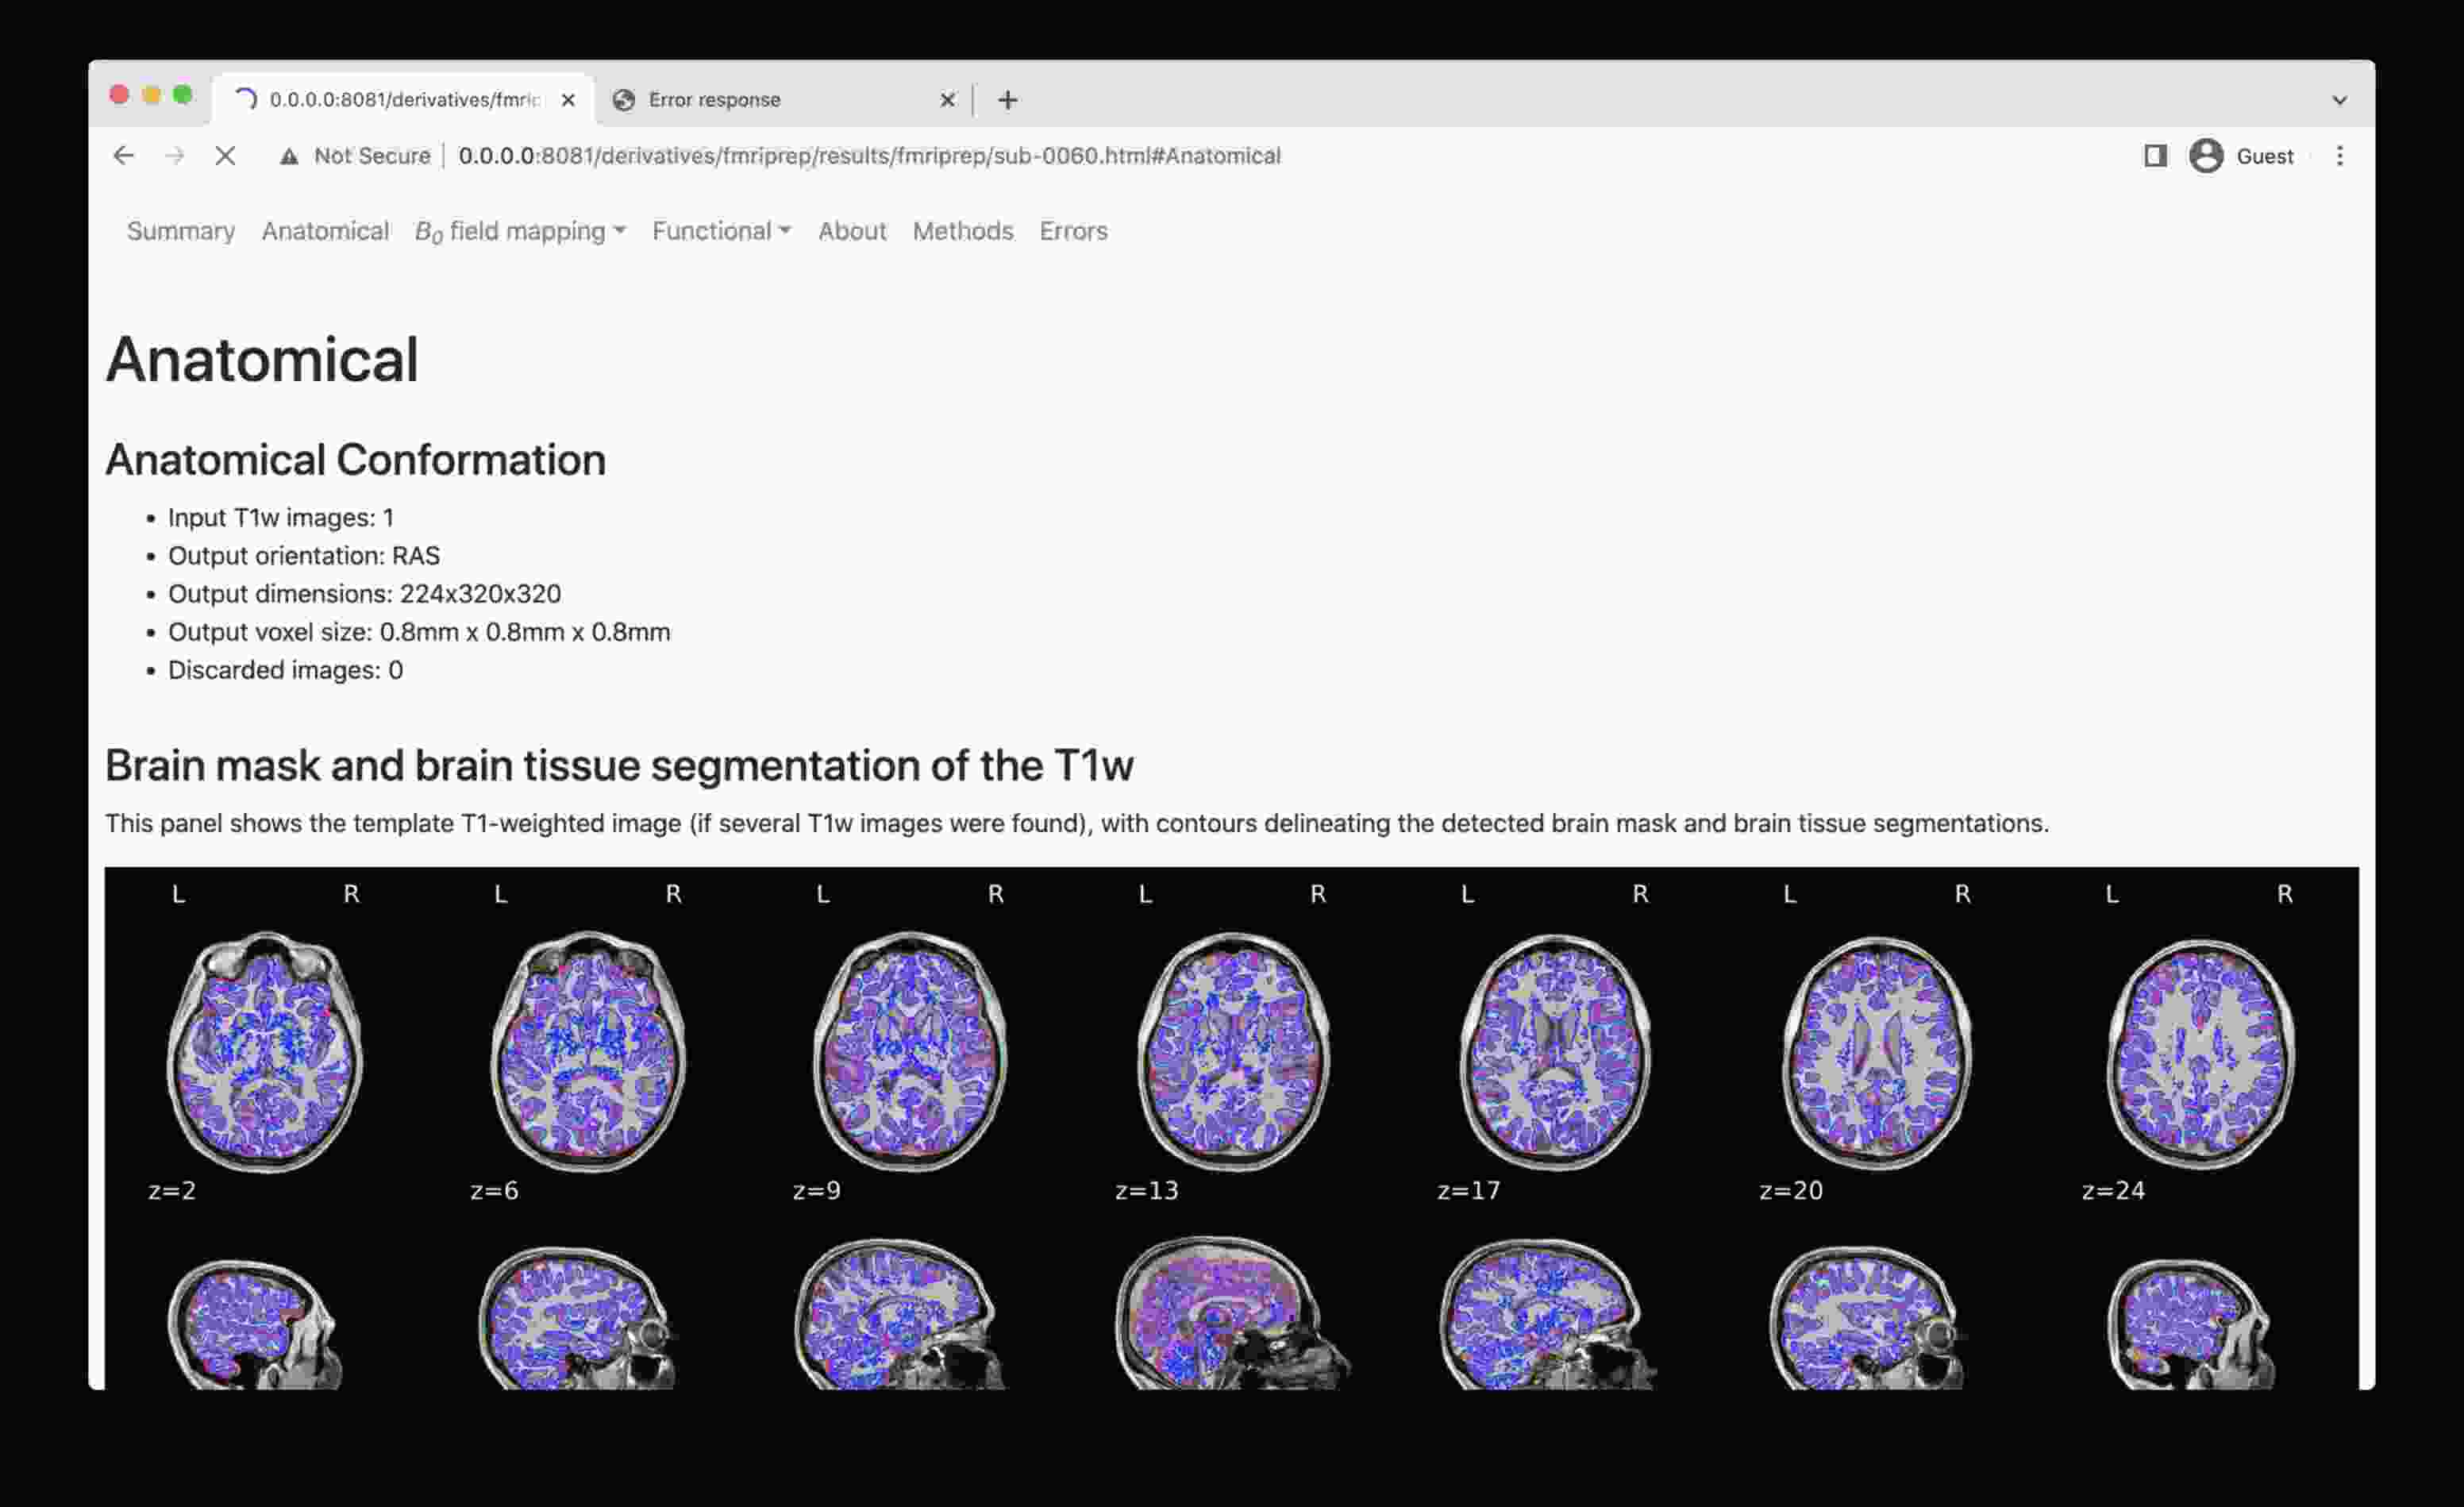 0.0.0.0:8081/derivatives/fmric Error response
Not Secure 0.0.0.0:8081/derivatives/fmriprep/results/fmriprep/sub-0060.html#Anatomical Guest
Summary Anatomical B0 field mapping Functional About Methods Errors
Anatomical
Anatomical Conformation
• Input T1w images: 1
• Output orientation: RAS
• Output dimensions: 224x320x320
• Output voxel size: 0.8mm x 0.8mm x 0.8mm
• Discarded images: 0
Brain mask and brain tissue segmentation of the T1w
This panel shows the template T1-weighted image (if several T1w images were found), with contours delineating the detected brain mask and brain tissue segmentations.
L R L R L R L R L R L R L R
z=2 z=6 z=9 z=13 z=17 z=20 z=24